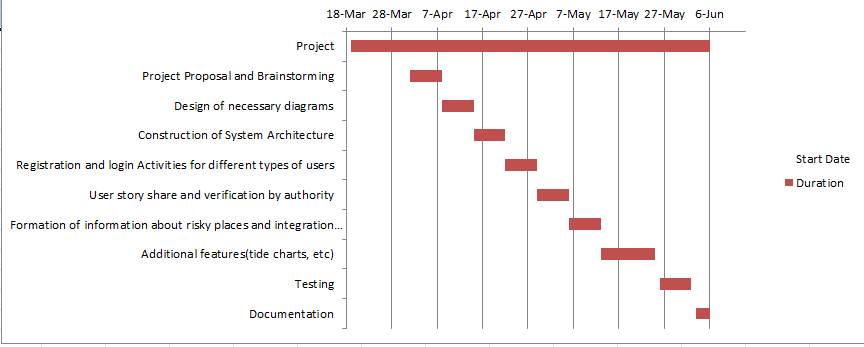 18-Mar 28-Mar 7-Apr 17-Apr 27-Apr 7-May 17-May 27-May 6-Jun
Project
Project Proposal and Brainstorming
Design of necessary diagrams
Construction of System Architecture
Registration and login Activities for different types of users
Start Date
Duration
User story share and verification by authority
Formation of information about risky places and integration...
Additional features(tide charts, etc)
Testing
Documentation